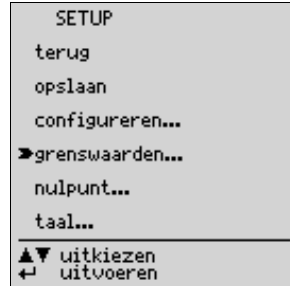 SETUP
terug
opslaan
configureren...
➤grenswaarden...
nulpunt...
taal...
▲▼ uitkiezen
↵ uitvoeren